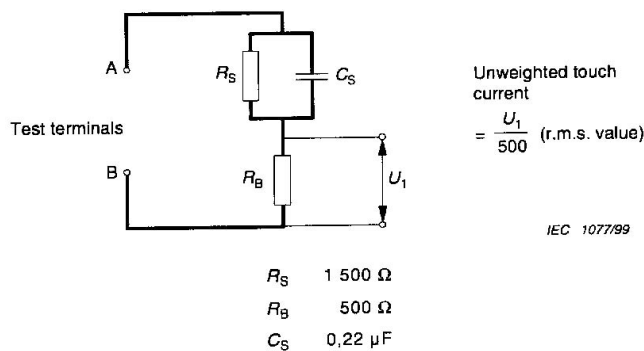 A
R_S
C_S
Unweighted touch
current
= U_1/500 (r.m.s. value)
Test terminals
B
R_B
U_1
IEC 1077/99
R_S 1 500 Ω
R_B 500 Ω
C_S 0,22 µF